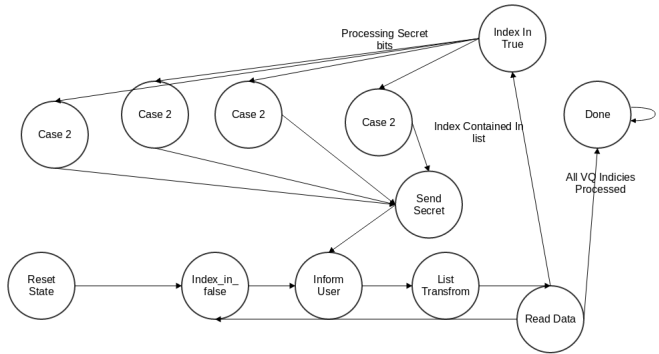 Processing Secret
bits
Index In
True
Case 2
Case 2
Case 2
Case 2
Done
Index Contained In
list
All VQ Indicies
Processed
Send
Secret
Reset
State
Index_in_
false
Inform
User
List
Transfrom
Read Data